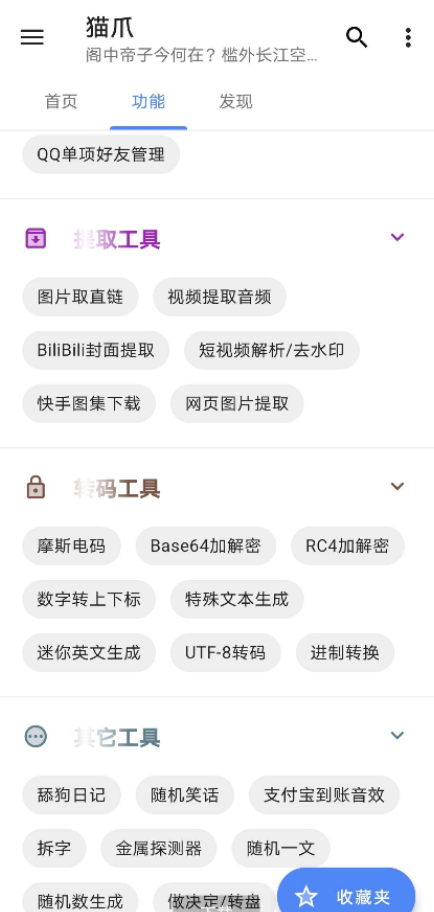 猫爪
阁中帝子今何在？槛外长江空...
首页 功能 发现
QQ单项好友管理
提取工具
图片取直链 视频提取音频
BiliBili封面提取 短视频解析/去水印
快手图集下载 网页图片提取
转码工具
摩斯电码 Base64加解密 RC4加解密
数字转上下标 特殊文本生成
迷你英文生成 UTF-8转码 进制转换
其它工具
舔狗日记 随机笑话 支付宝到账音效
拆字 金属探测器 随机一文
随机数生成 做决定/转盘 收藏夹